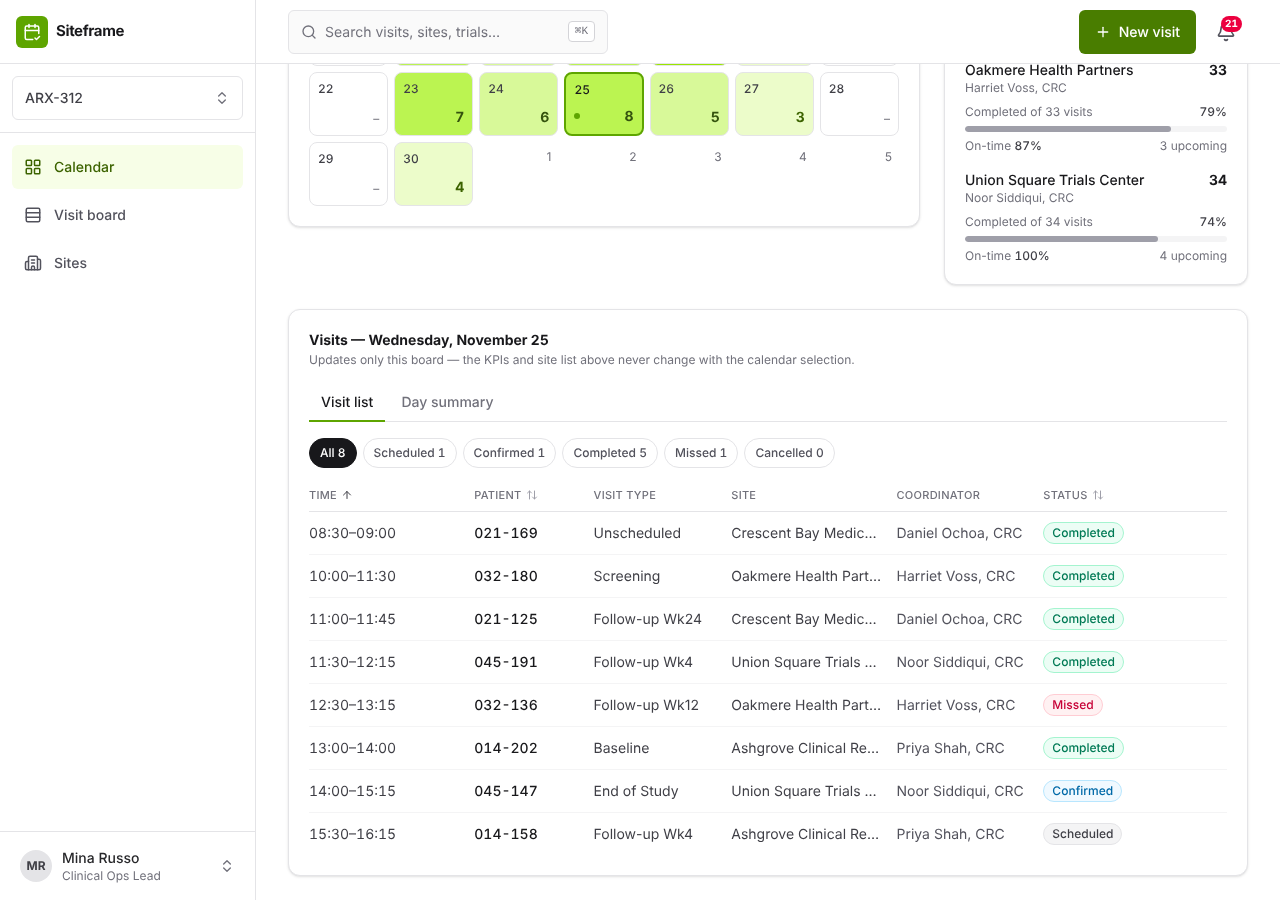 Siteframe
Search visits, sites, trials...
⌘K
New visit
21
ARX-312
Calendar
Visit board
Sites
22
–
23
7
24
6
25
8
26
5
27
3
28
–
29
–
30
4
1
2
3
4
5
Oakmere Health Partners 33
Harriet Voss, CRC
Completed of 33 visits 79%
On-time 87% 3 upcoming
Union Square Trials Center 34
Noor Siddiqui, CRC
Completed of 34 visits 74%
On-time 100% 4 upcoming
Visits — Wednesday, November 25
Updates only this board — the KPIs and site list above never change with the calendar selection.
Visit list Day summary
All 8 Scheduled 1 Confirmed 1 Completed 5 Missed 1 Cancelled 0
TIME PATIENT VISIT TYPE SITE COORDINATOR STATUS
08:30–09:00 021-169 Unscheduled Crescent Bay Medic... Daniel Ochoa, CRC Completed
10:00–11:30 032-180 Screening Oakmere Health Part... Harriet Voss, CRC Completed
11:00–11:45 021-125 Follow-up Wk24 Crescent Bay Medic... Daniel Ochoa, CRC Completed
11:30–12:15 045-191 Follow-up Wk4 Union Square Trials ... Noor Siddiqui, CRC Completed
12:30–13:15 032-136 Follow-up Wk12 Oakmere Health Part... Harriet Voss, CRC Missed
13:00–14:00 014-202 Baseline Ashgrove Clinical Re... Priya Shah, CRC Completed
14:00–15:15 045-147 End of Study Union Square Trials ... Noor Siddiqui, CRC Confirmed
15:30–16:15 014-158 Follow-up Wk4 Ashgrove Clinical Re... Priya Shah, CRC Scheduled
MR
Mina Russo
Clinical Ops Lead